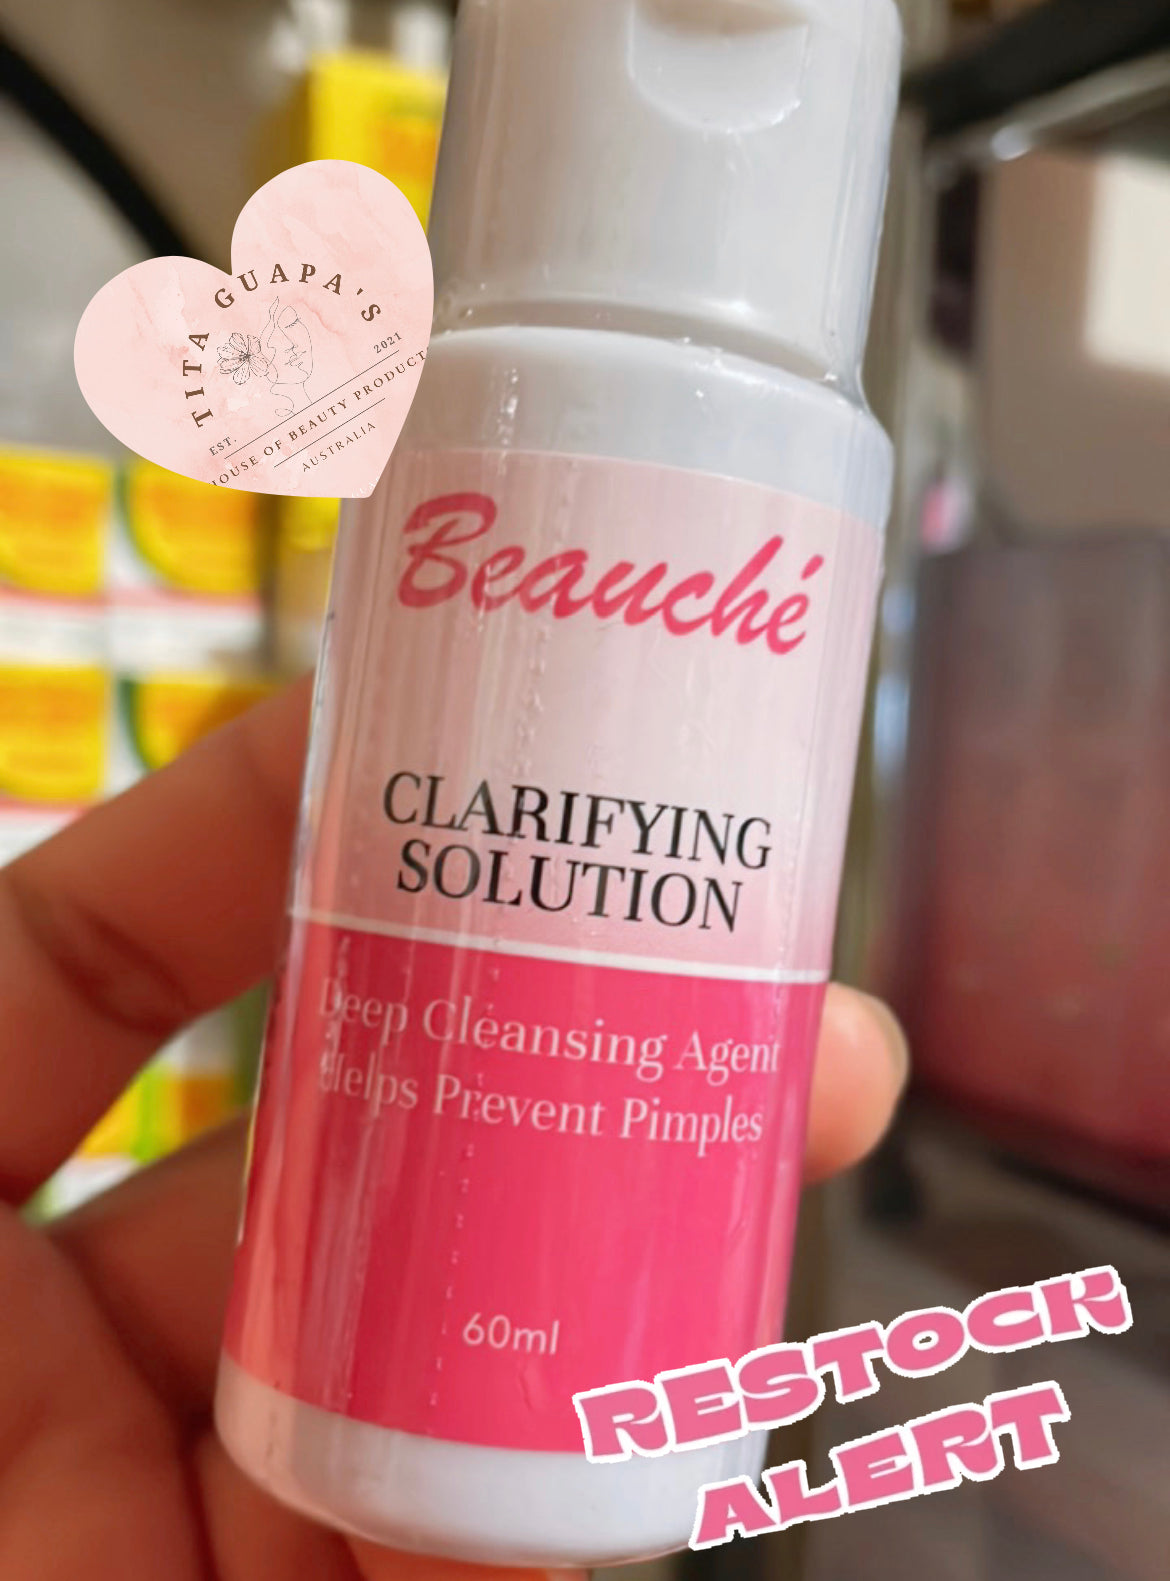 TITA GUAPA'S
EST.
2021
HOUSE OF BEAUTY PRODUCTS
AUSTRALIA
Beauché
CLARIFYING
SOLUTION
Deep Cleansing Agent
Helps Prevent Pimples
60ml
RESTOCK
ALERT